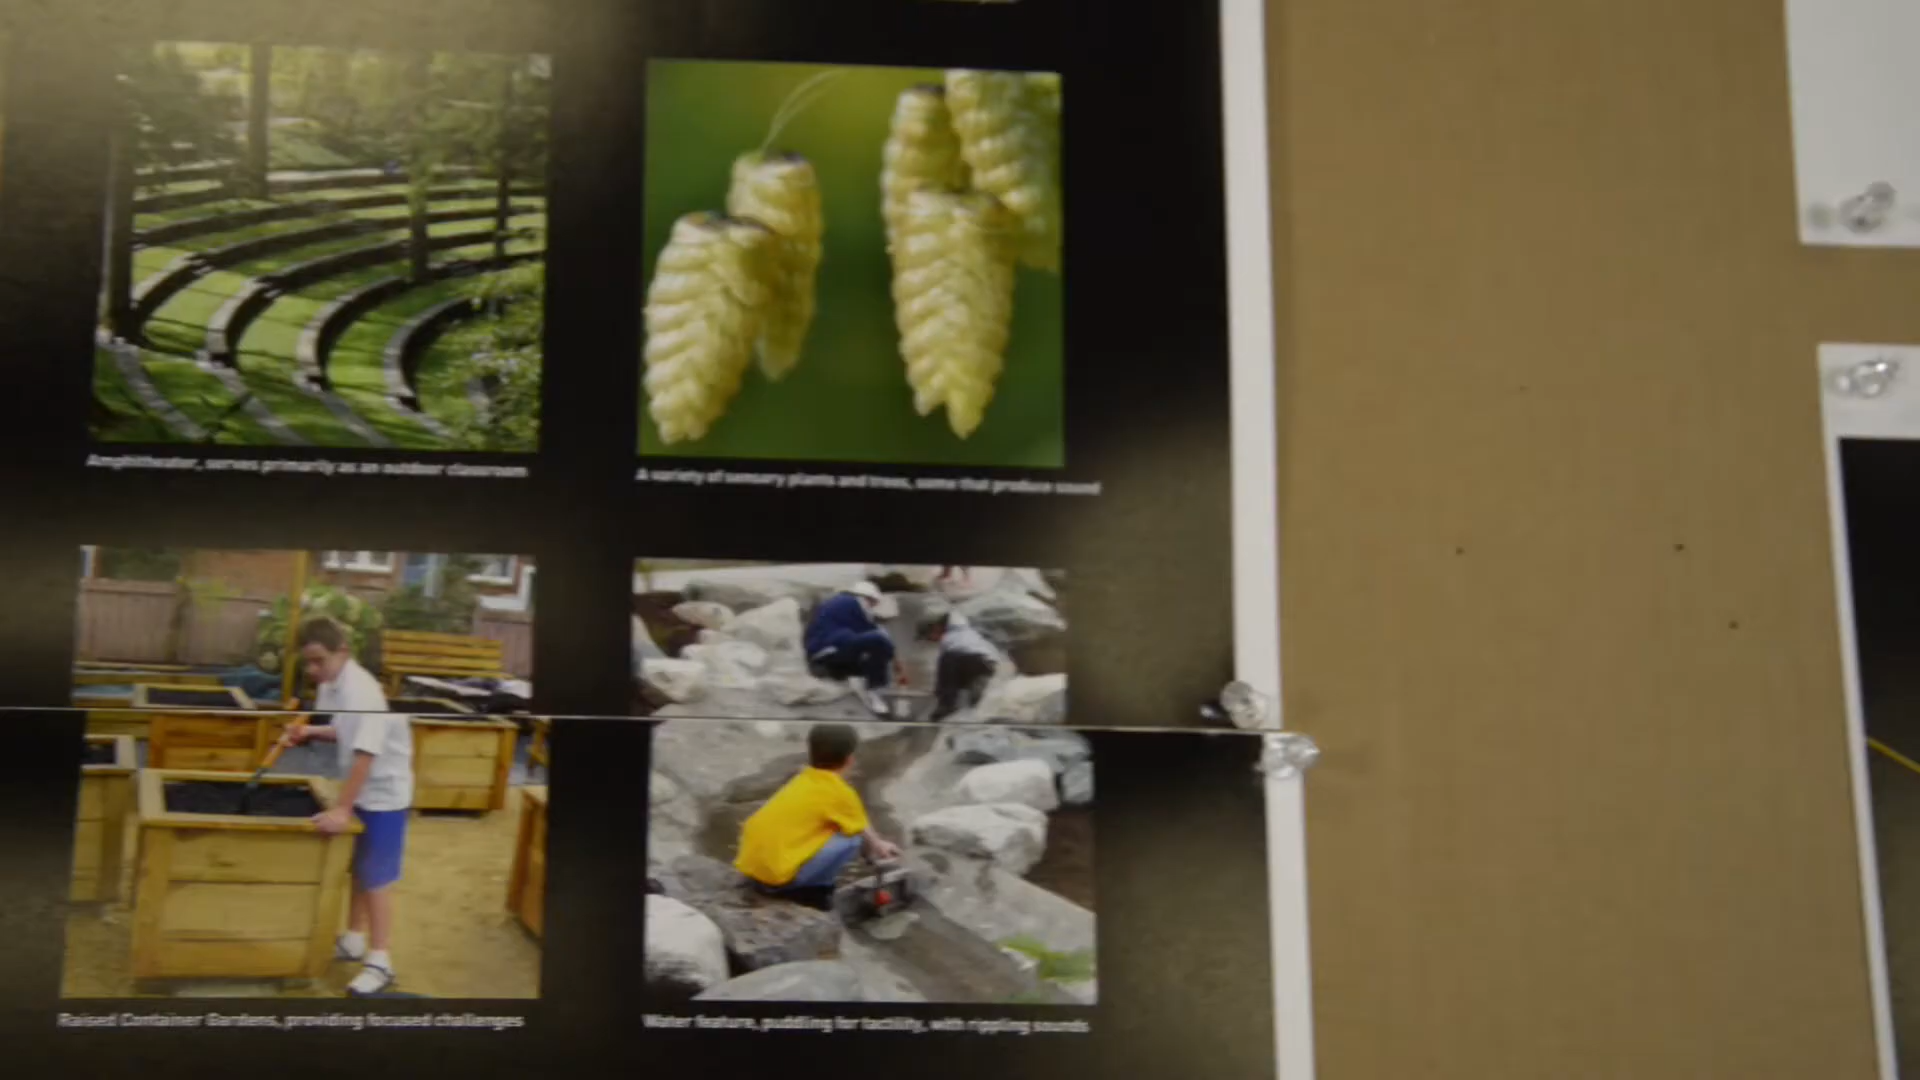 Amphitheater, serves primarily as an outdoor classroom
A variety of sensory plants and trees, some that produce sound
Raised Container Gardens, providing focused challenges
Water feature, puddling for tactility, with rippling sounds